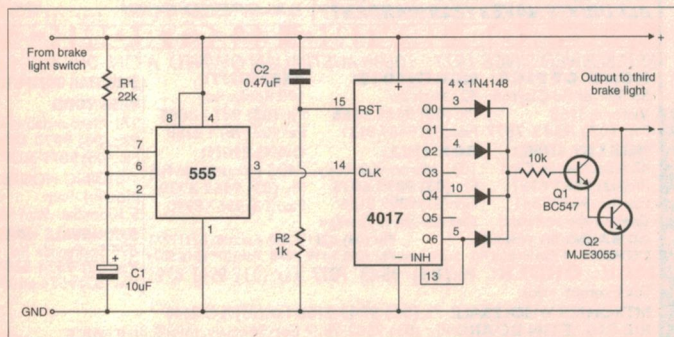 From brake
light switch
R1
22k
8
4
7
6
2
555
3
1
C1
10uF
+
GND
C2
0.47uF
R2
1k
15
RST
14
CLK
4017
+
–
INH
13
Q0
Q1
Q2
Q3
Q4
Q5
Q6
3
4
10
5
4 x 1N4148
10k
Q1
BC547
Q2
MJE3055
Output to third
brake light
+
+